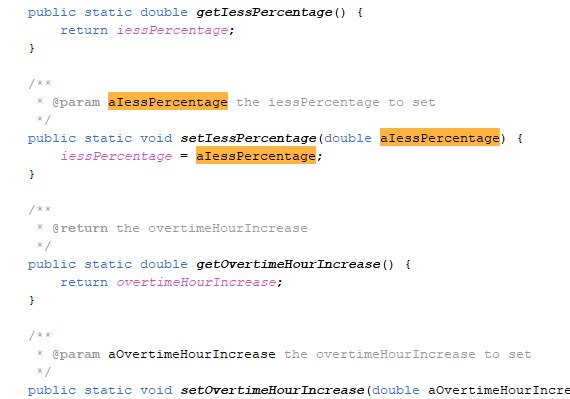 public static double getIessPercentage() {
return iessPercentage;
}
/**
* @param aIessPercentage the iessPercentage to set
*/
public static void setIessPercentage(double aIessPercentage) {
iessPercentage = aIessPercentage;
}
/**
* @return the overtimeHourIncrease
*/
public static double getOvertimeHourIncrease() {
return overtimeHourIncrease;
}
/**
* @param aOvertimeHourIncrease the overtimeHourIncrease to set
*/
public static void setOvertimeHourIncrease(double aOvertimeHourIncre